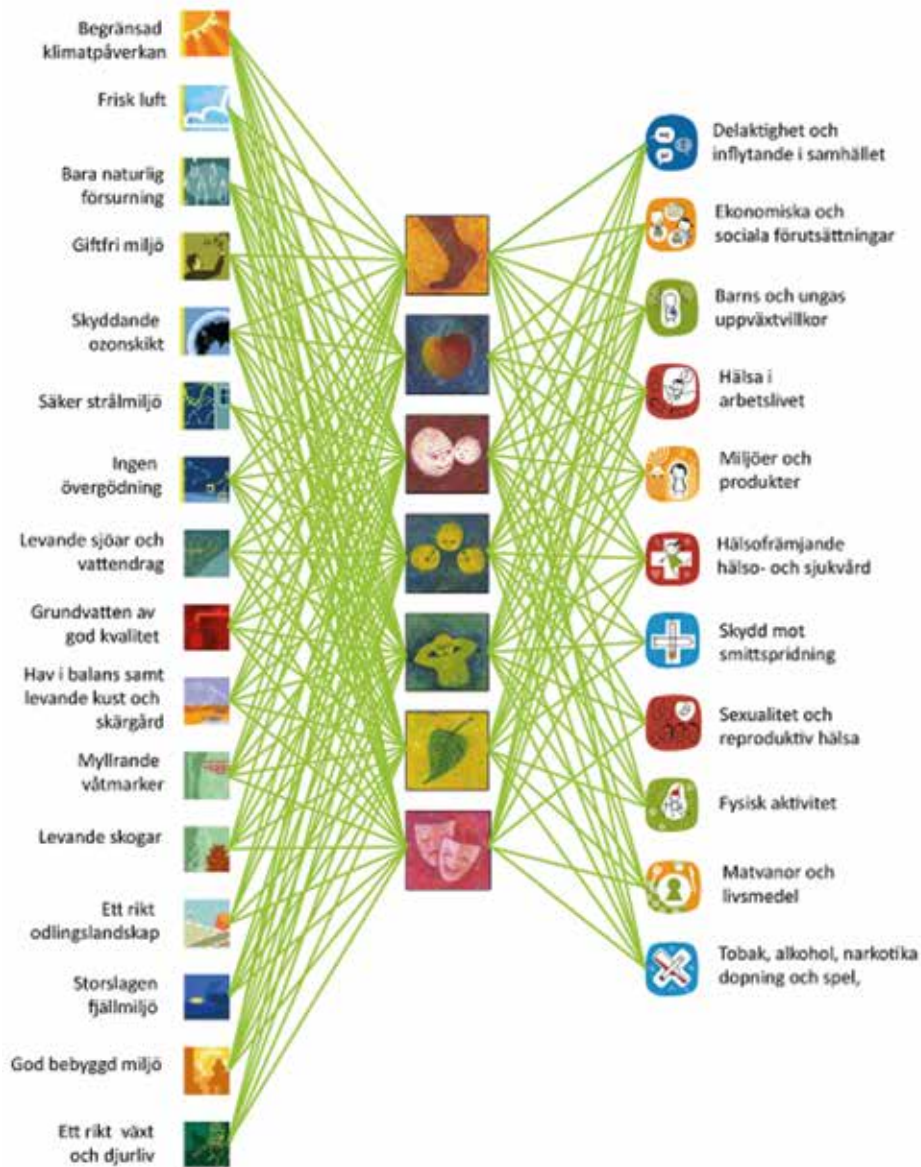 Begränsad
klimatpåverkan
Frisk luft
Bara naturlig
försurning
Giftfri miljö
Skyddande
ozonskikt
Säker strålmiljö
Ingen
övergödning
Levande sjöar och
vattendrag
Grundvatten av
god kvalitet
Hav i balans samt
levande kust och
skärgård
Myllrande
våtmarker
Levande skogar
Ett rikt
odlingslandskap
Storslagen
fjällmiljö
God bebyggd miljö
Ett rikt växt
och djurliv
Delaktighet och
inflytande i samhället
Ekonomiska och
sociala förutsättningar
Barns och ungas
uppväxtvillkor
Hälsa i
arbetslivet
Miljöer och
produkter
Hälsofrämjande
hälso- och sjukvård
Skydd mot
smittspridning
Sexualitet och
reproduktiv hälsa
Fysisk aktivitet
Matvanor och
livsmedel
Tobak, alkohol, narkotika
dopning och spel,